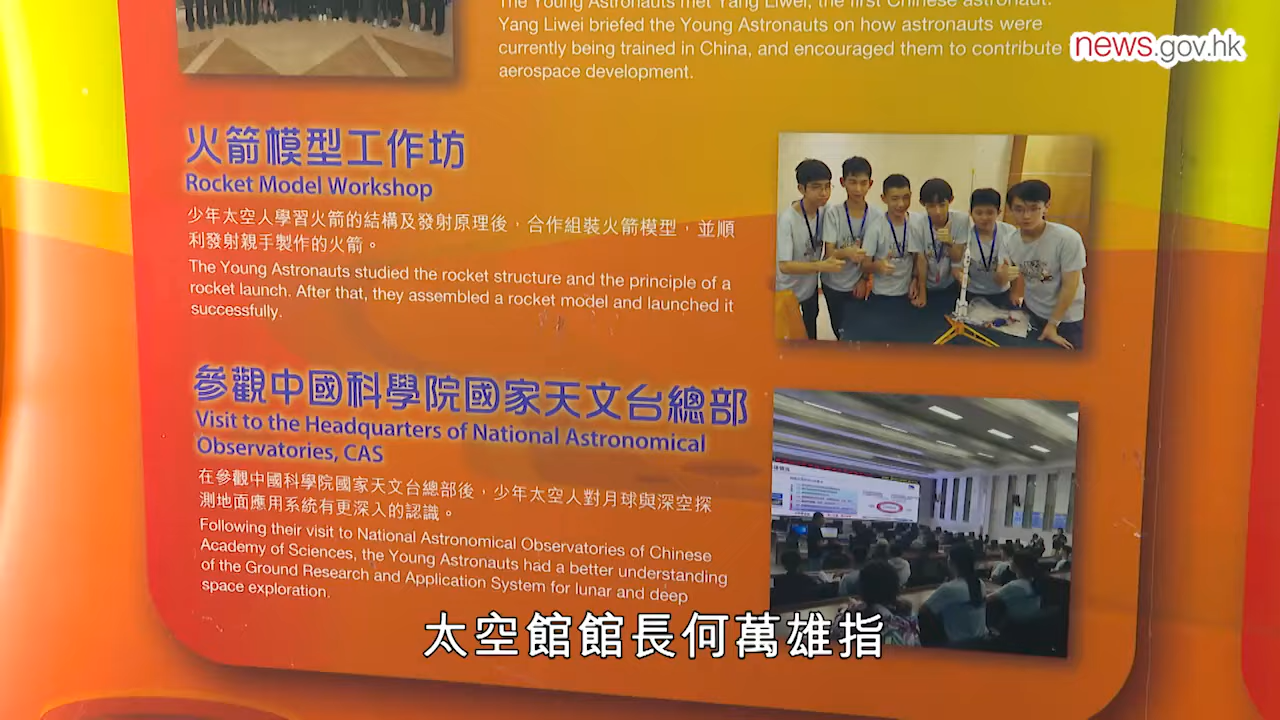 The Young Astronauts met Yang Liwei, the first Chinese astronaut.
Yang Liwei briefed the Young Astronauts on how astronauts were
currently being trained in China, and encouraged them to contribute
aerospace development.
news.gov.hk
火箭模型工作坊
Rocket Model Workshop
少年太空人學習火箭的結構及發射原理後，合作組裝火箭模型，並順
利發射親手製作的火箭。
The Young Astronauts studied the rocket structure and the principle of a
rocket launch. After that, they assembled a rocket model and launched it
successfully.
參觀中國科學院國家天文台總部
Visit to the Headquarters of National Astronomical
Observatories, CAS
在參觀中國科學院國家天文台總部後，少年太空人對月球與深空探
測地面應用系統有更深入的認識。
Following their visit to National Astronomical Observatories of Chinese
Academy of Sciences, the Young Astronauts had a better understanding
of the Ground Research and Application System for lunar and deep
space exploration.
太空館館長何萬雄指